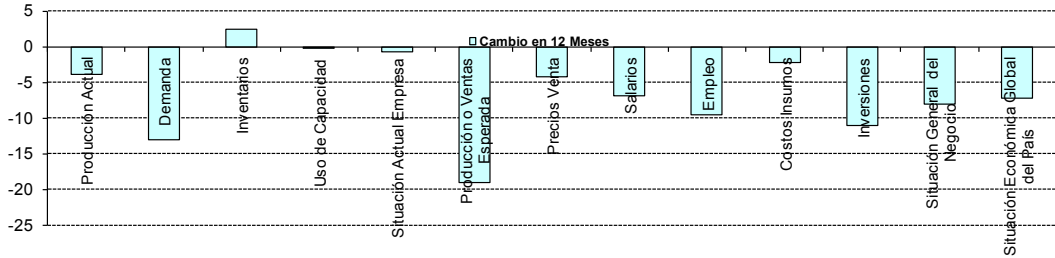 5
0
-5
-10
-15
-20
-25
Cambio en 12 Meses
Producción Actual
Demanda
Inventarios
Uso de Capacidad
Situación Actual Empresa
Producción o Ventas
Esperada
Precios Venta
Salarios
Empleo
Costos Insumos
Inversiones
Situación General del
Negocio
Situación Económica Global
del País